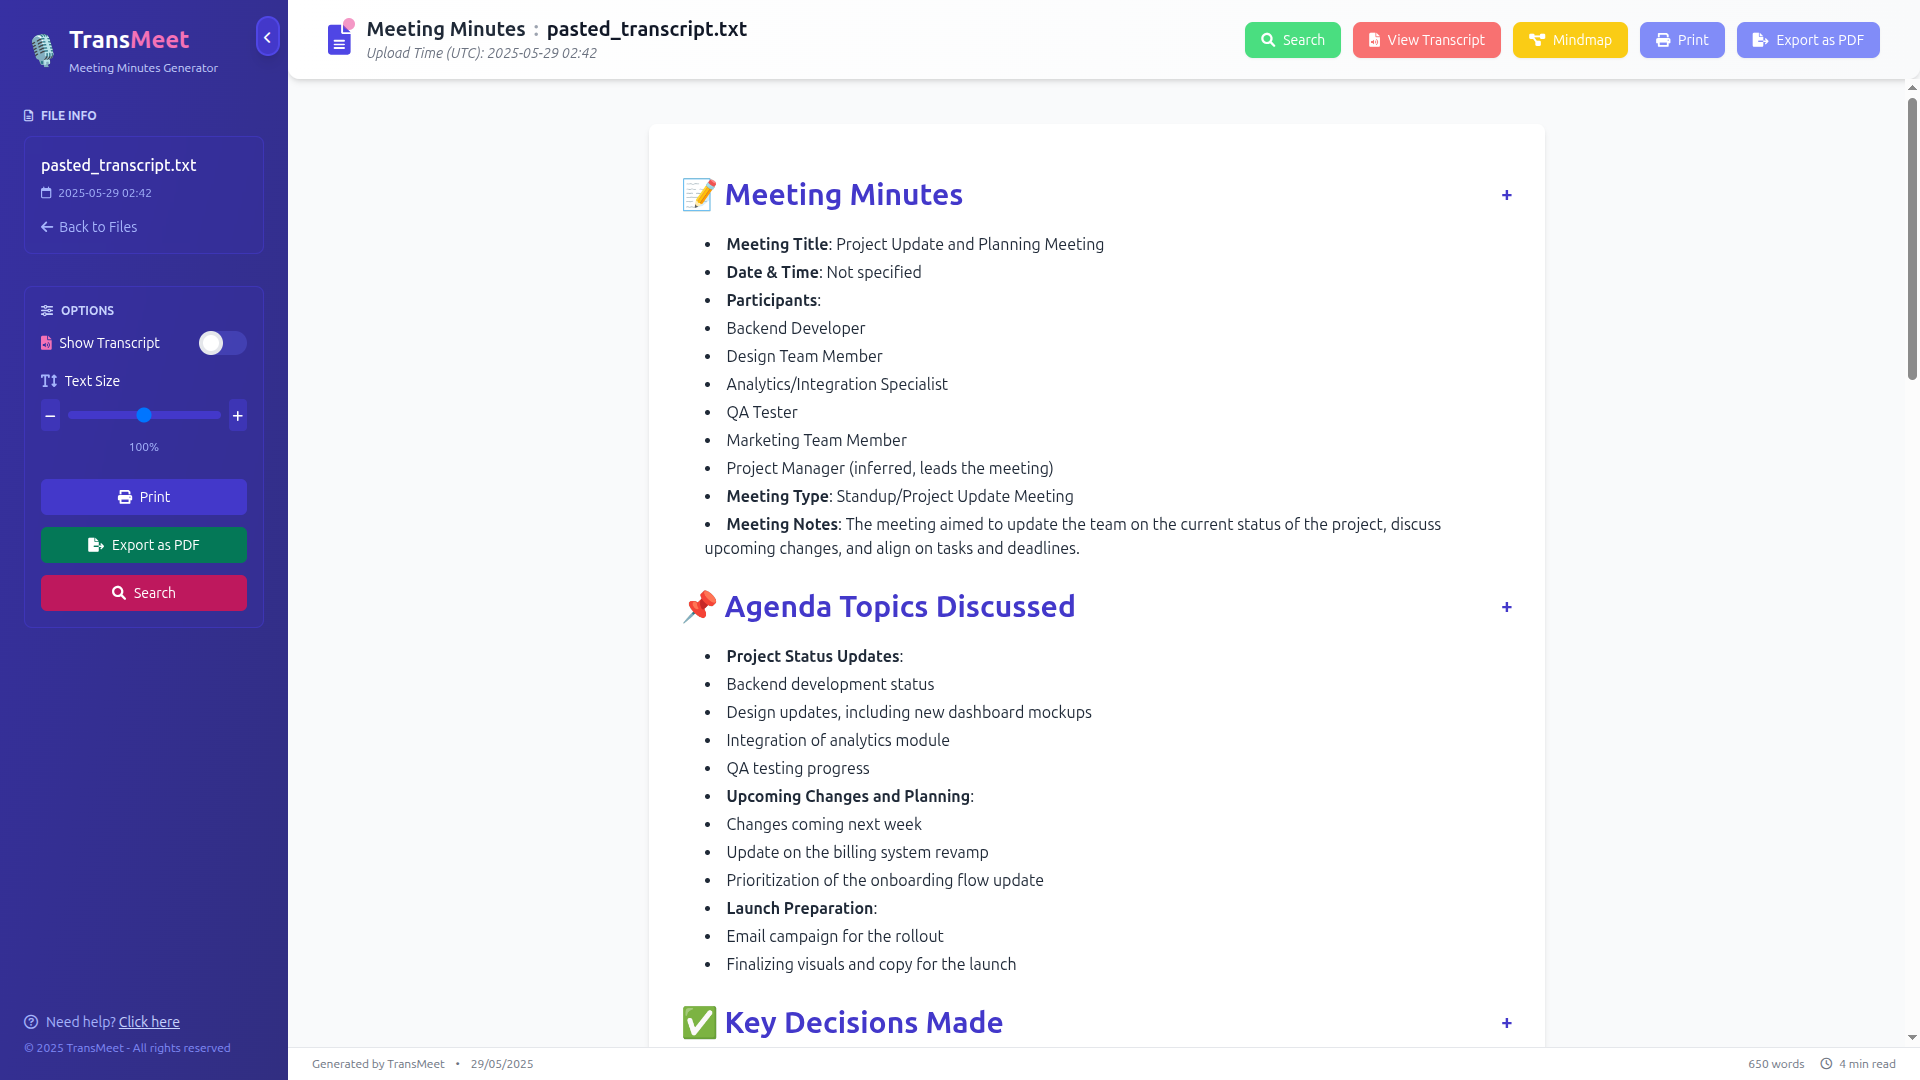 TransMeet
Meeting Minutes Generator
FILE INFO
pasted_transcript.txt
2025-05-29 02:42
Back to Files
OPTIONS
Show Transcript
Text Size
−
+
100%
Print
Export as PDF
Search
Need help? Click here
© 2025 TransMeet - All rights reserved
Meeting Minutes : pasted_transcript.txt
Upload Time (UTC): 2025-05-29 02:42
Search
View Transcript
Mindmap
Print
Export as PDF
Meeting Minutes +
• Meeting Title: Project Update and Planning Meeting
• Date & Time: Not specified
• Participants:
• Backend Developer
• Design Team Member
• Analytics/Integration Specialist
• QA Tester
• Marketing Team Member
• Project Manager (inferred, leads the meeting)
• Meeting Type: Standup/Project Update Meeting
• Meeting Notes: The meeting aimed to update the team on the current status of the project, discuss
upcoming changes, and align on tasks and deadlines.
Agenda Topics Discussed +
• Project Status Updates:
• Backend development status
• Design updates, including new dashboard mockups
• Integration of analytics module
• QA testing progress
• Upcoming Changes and Planning:
• Changes coming next week
• Update on the billing system revamp
• Prioritization of the onboarding flow update
• Launch Preparation:
• Email campaign for the rollout
• Finalizing visuals and copy for the launch
Key Decisions Made +
Generated by TransMeet • 29/05/2025
650 words
4 min read